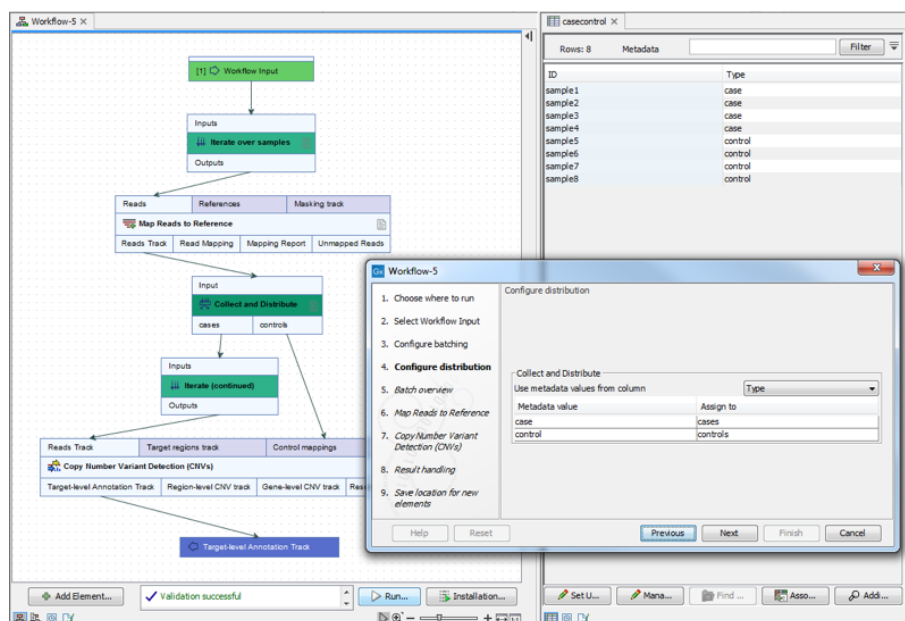 Workflow-5
[1] Workflow Input
Inputs
Iterate over samples
Outputs
Reads References Masking track
Map Reads to Reference
Reads Track Read Mapping Mapping Report Unmapped Reads
Input
Collect and Distribute
cases controls
Inputs
Iterate (continued)
Outputs
Reads Track Target regions track Control mappings
Copy Number Variant Detection (CNVs)
Target-level Annotation Track Region-level CNV track Gene-level CNV track
Target-level Annotation Track
Add Element... Validation successful Run... Installation...
casecontrol
Rows: 8 Metadata Filter
ID Type
sample1 case
sample2 case
sample3 case
sample4 case
sample5 control
sample6 control
sample7 control
sample8 control
Workflow-5
1. Choose where to run
2. Select Workflow Input
3. Configure batching
4. Configure distribution
5. Batch overview
6. Map Reads to Reference
7. Copy Number Variant
Detection (CNVs)
8. Result handling
9. Save location for new
elements
Configure distribution
Collect and Distribute
Use metadata values from column Type
Metadata value Assign to
case cases
control controls
Help Reset Previous Next Finish Cancel
Set U... Mana... Find ... Asso... Addi...